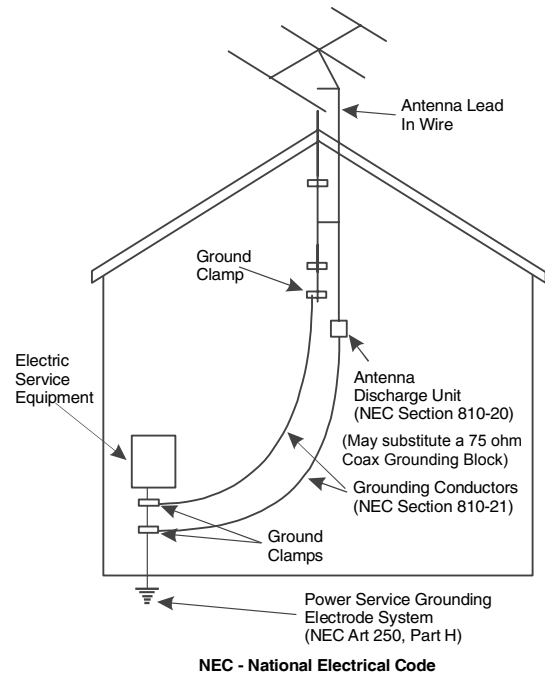 Antenna Lead
In Wire
Ground
Clamp
Electric
Service
Equipment
Antenna
Discharge Unit
(NEC Section 810-20)
(May substitute a 75 ohm
Coax Grounding Block)
Grounding Conductors
(NEC Section 810-21)
Ground
Clamps
Power Service Grounding
Electrode System
(NEC Art 250, Part H)
NEC - National Electrical Code